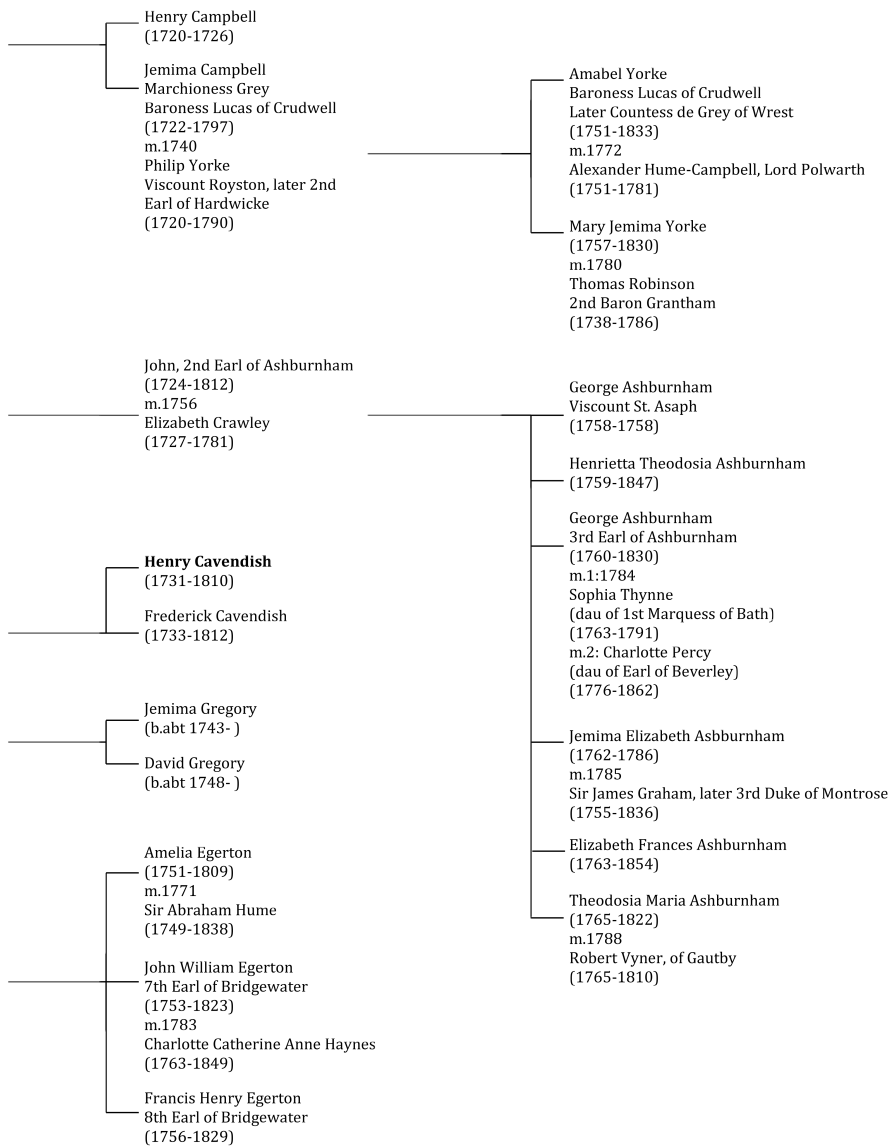 Henry Campbell
(1720-1726)
Jemima Campbell
Marchioness Grey
Baroness Lucas of Crudwell
(1722-1797)
m.1740
Philip Yorke
Viscount Royston, later 2nd
Earl of Hardwicke
(1720-1790)
Amabel Yorke
Baroness Lucas of Crudwell
Later Countess de Grey of Wrest
(1751-1833)
m.1772
Alexander Hume-Campbell, Lord Polwarth
(1751-1781)
Mary Jemima Yorke
(1757-1830)
m.1780
Thomas Robinson
2nd Baron Grantham
(1738-1786)
John, 2nd Earl of Ashburnham
(1724-1812)
m.1756
Elizabeth Crawley
(1727-1781)
George Ashburnham
Viscount St. Asaph
(1758-1758)
Henrietta Theodosia Ashburnham
(1759-1847)
George Ashburnham
3rd Earl of Ashburnham
(1760-1830)
m.1:1784
Sophia Thynne
(dau of 1st Marquess of Bath)
(1763-1791)
m.2: Charlotte Percy
(dau of Earl of Beverley)
(1776-1862)
Jemima Elizabeth Asbburnham
(1762-1786)
m.1785
Sir James Graham, later 3rd Duke of Montrose
(1755-1836)
Elizabeth Frances Ashburnham
(1763-1854)
Theodosia Maria Ashburnham
(1765-1822)
m.1788
Robert Vyner, of Gautby
(1765-1810)
Henry Cavendish
(1731-1810)
Frederick Cavendish
(1733-1812)
Jemima Gregory
(b.abt 1743- )
David Gregory
(b.abt 1748- )
Amelia Egerton
(1751-1809)
m.1771
Sir Abraham Hume
(1749-1838)
John William Egerton
7th Earl of Bridgewater
(1753-1823)
m.1783
Charlotte Catherine Anne Haynes
(1763-1849)
Francis Henry Egerton
8th Earl of Bridgewater
(1756-1829)